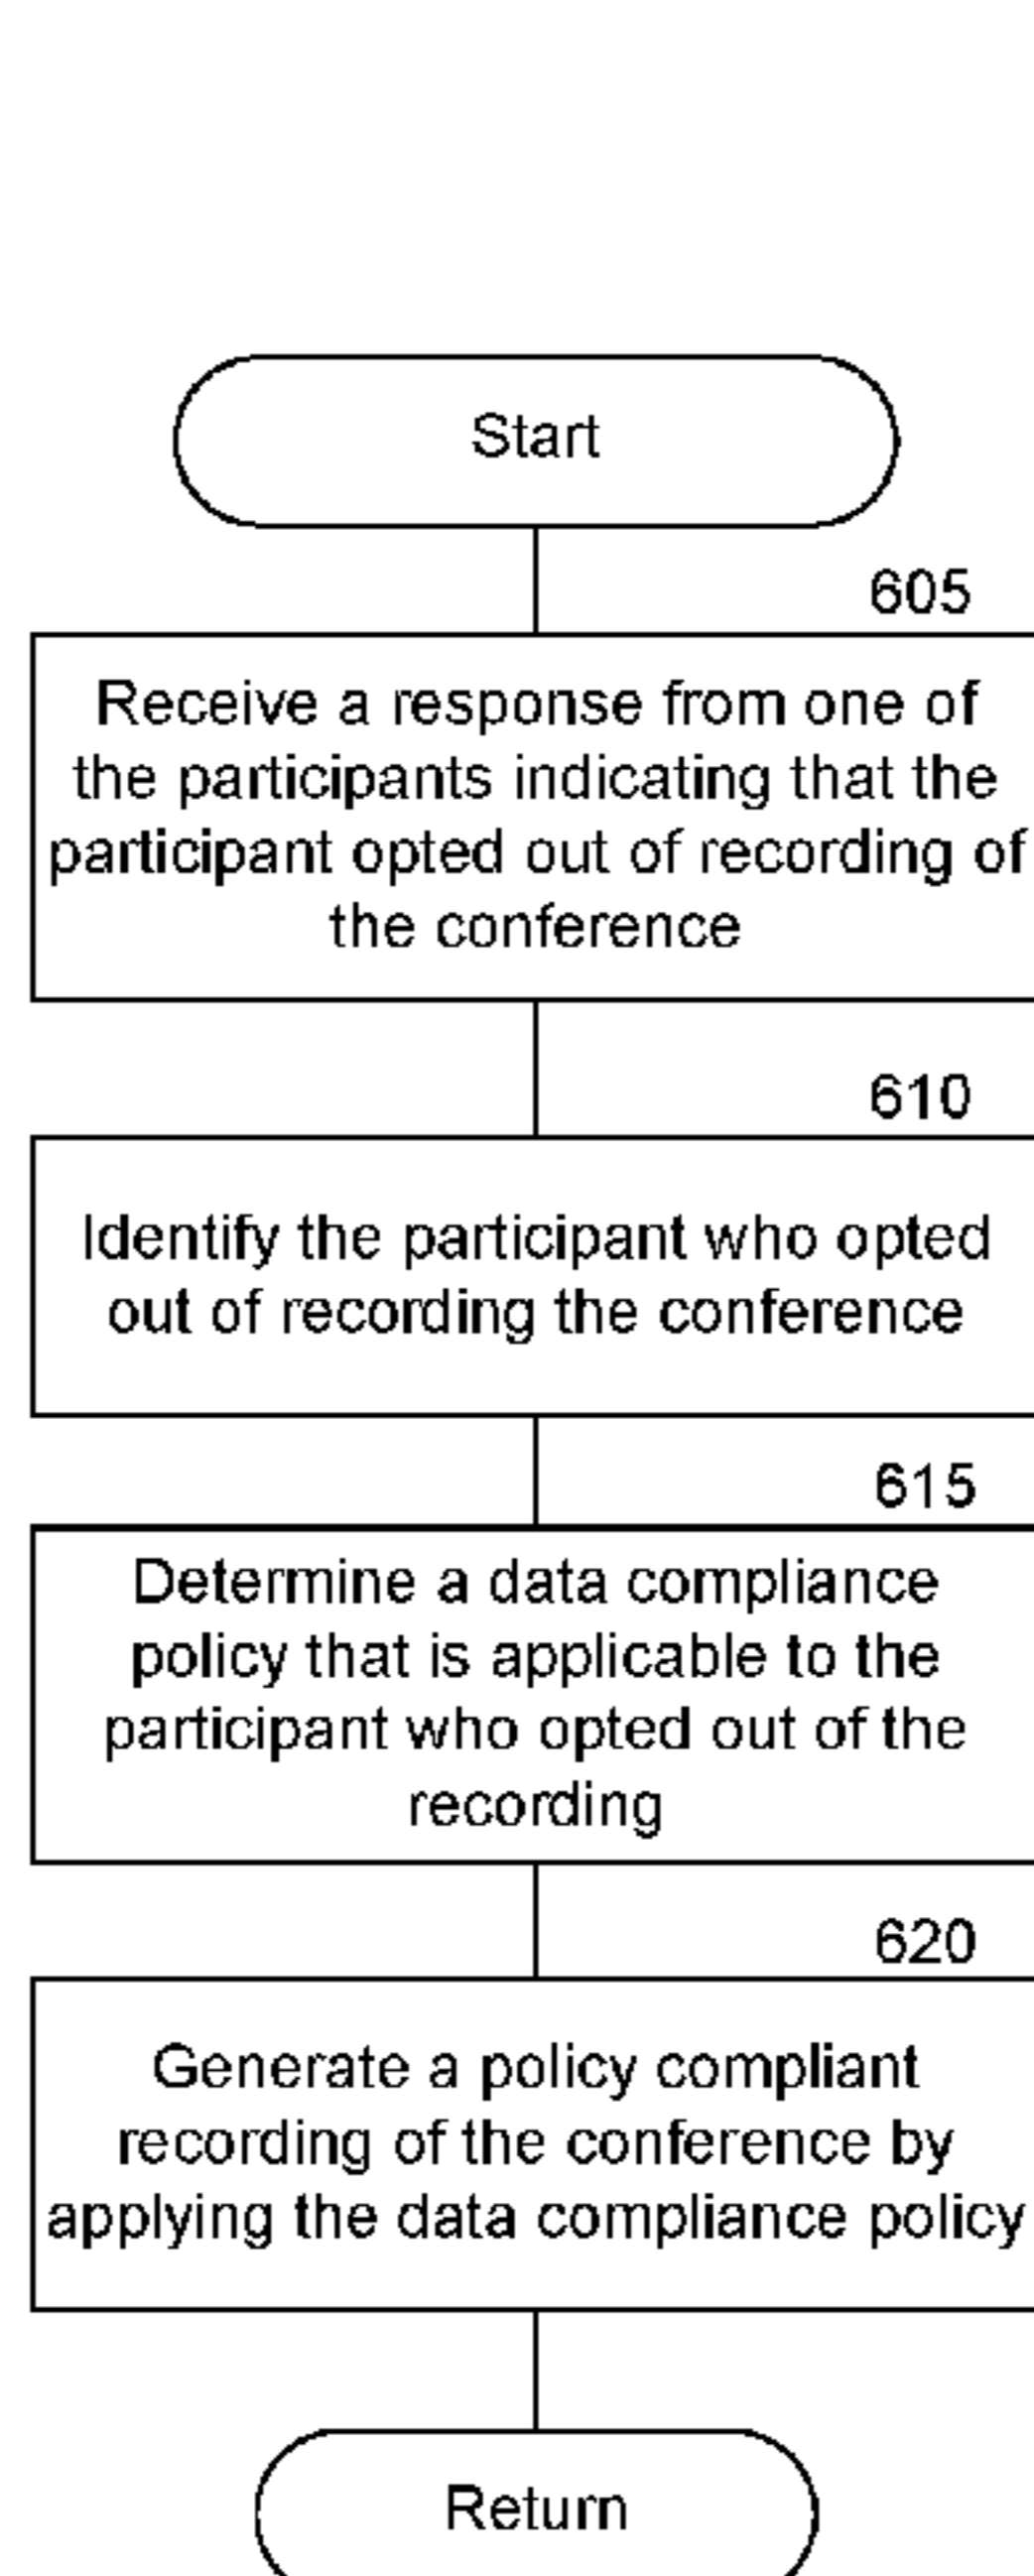 Start
605
Receive a response from one of
the participants indicating that the
participant opted out of recording of
the conference
610
Identify the participant who opted
out of recording the conference
615
Determine a data compliance
policy that is applicable to the
participant who opted out of the
recording
620
Generate a policy compliant
recording of the conference by
applying the data compliance policy
Return